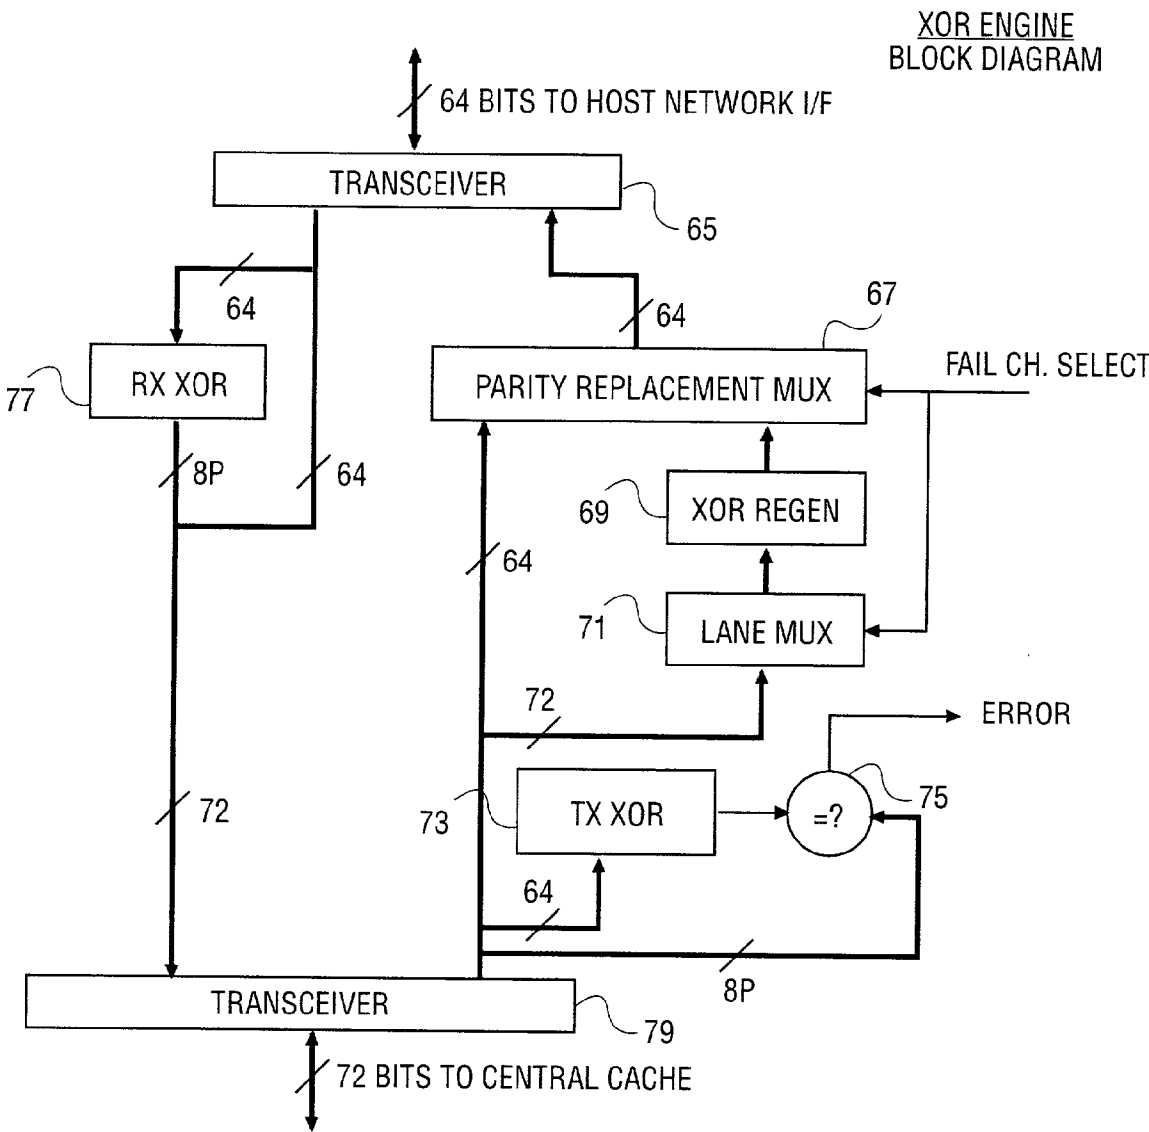 XOR ENGINE
BLOCK DIAGRAM
64 BITS TO HOST NETWORK I/F
TRANSCEIVER
65
64
64
67
FAIL CH. SELECT
RX XOR
77
PARITY REPLACEMENT MUX
8P
64
XOR REGEN
69
64
LANE MUX
71
72
ERROR
72
TX XOR
73
=?
75
64
8P
TRANSCEIVER
79
72 BITS TO CENTRAL CACHE